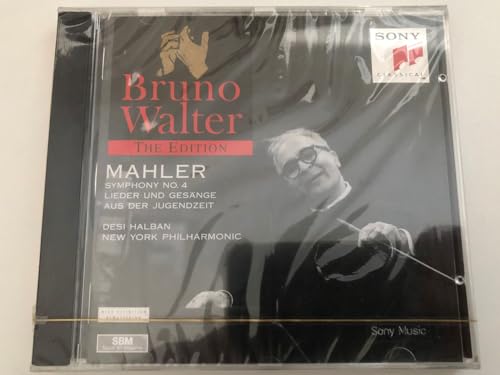 SONY
CLASSICAL
Bruno
Walter
THE EDITION
MAHLER
SYMPHONY NO. 4
LIEDER UND GESÄNGE
AUS DER JUGENDZEIT
DESI HALBAN
NEW YORK PHILHARMONIC
SBM
Sony Music